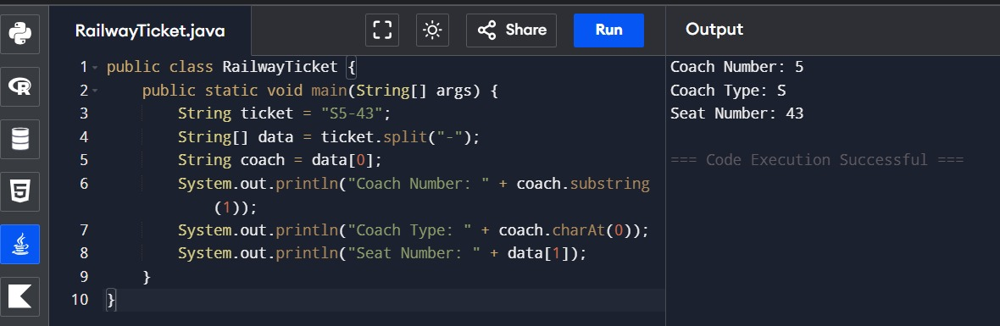 RailwayTicket.java
Share
Run
Output
1 public class RailwayTicket {
2     public static void main(String[] args) {
3         String ticket = "S5-43";
4         String[] data = ticket.split("-");
5         String coach = data[0];
6         System.out.println("Coach Number: " + coach.substring
            (1));
7         System.out.println("Coach Type: " + coach.charAt(0));
8         System.out.println("Seat Number: " + data[1]);
9     }
10 }
Coach Number: 5
Coach Type: S
Seat Number: 43
=== Code Execution Successful ===